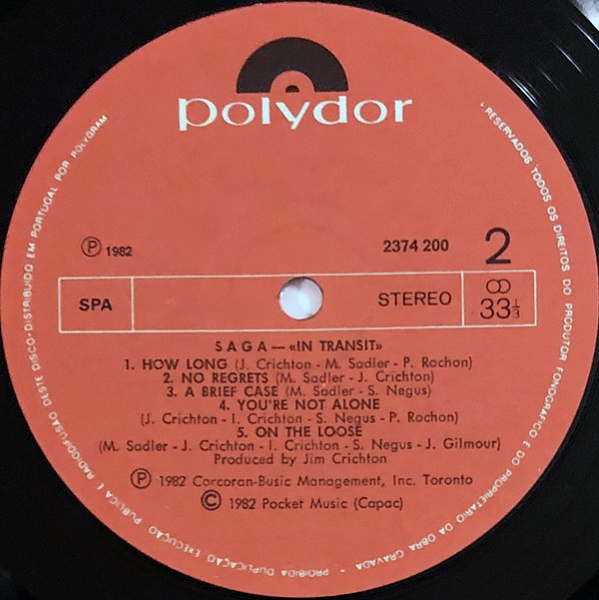 polydor
℗ 1982
2374 200
2
SPA
STEREO
33⅓
SAGA — «IN TRANSIT»
1. HOW LONG (J. Crichton - M. Sadler - P. Rochon)
2. NO REGRETS (M. Sadler - J. Crichton)
3. A BRIEF CASE (M. Sadler - S. Negus)
4. YOU'RE NOT ALONE
(J. Crichton - I. Crichton - S. Negus - P. Rochon)
5. ON THE LOOSE
(M. Sadler - J. Crichton - I. Crichton - S. Negus - J. Gilmour)
Produced by Jim Crichton
℗ 1982 Corcoran-Busic Management, Inc. Toronto
© 1982 Pocket Music (Capac)
· RESERVADOS TODOS OS DIREITOS DO PRODUTOR FONOGRÁFICO E DO PROPRIETÁRIO DA OBRA GRAVADA · PROIBIDA DUPLICAÇÃO EXECUÇÃO PÚBLICA E RADIODIFUSÃO DESTE DISCO · DISTRIBUIDO EM PORTUGAL POR POLYGRAM